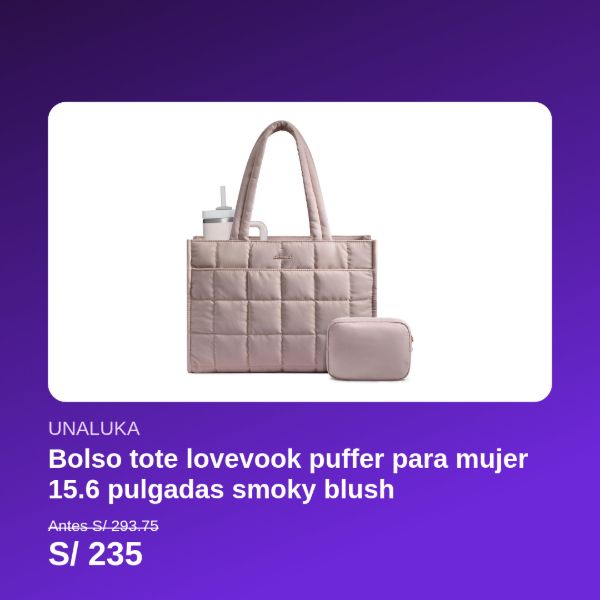 UNALUKA
Bolso tote lovevook puffer para mujer
15.6 pulgadas smoky blush
Antes S/ 293.75
S/ 235